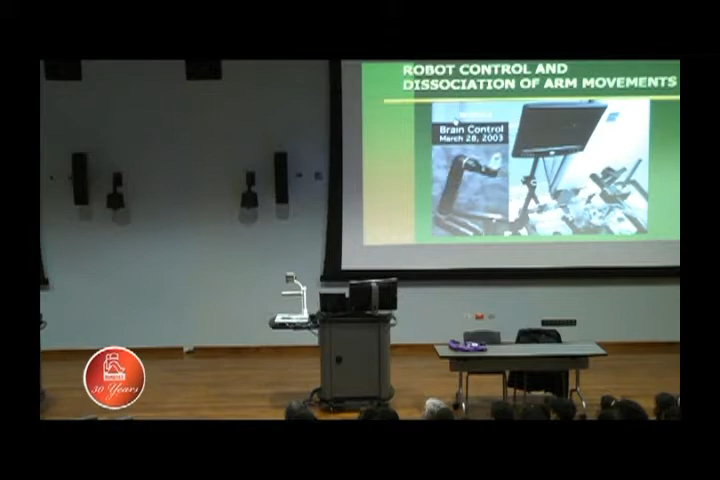 ROBOT CONTROL AND
DISSOCIATION OF ARM MOVEMENTS
Brain Control
March 28, 2003
30 Years